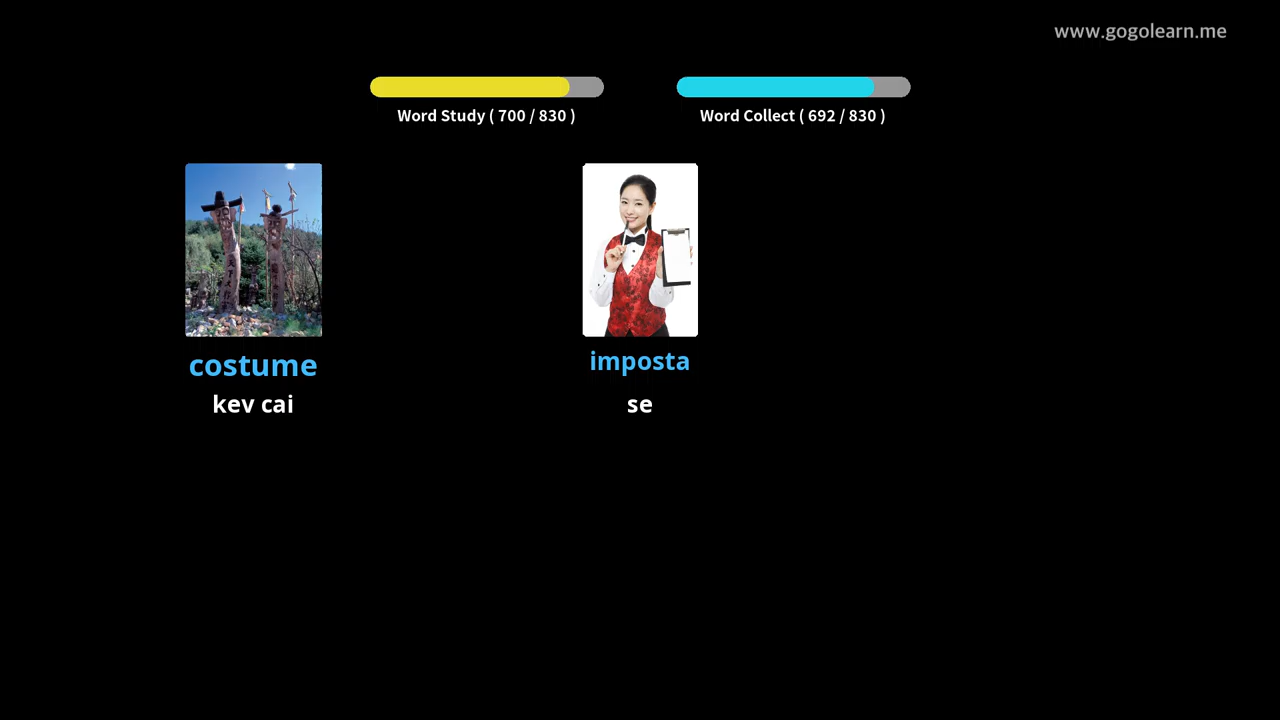 www.gogolearn.me
Word Study ( 700 / 830 )
Word Collect ( 692 / 830 )
costume
kev cai
imposta
se